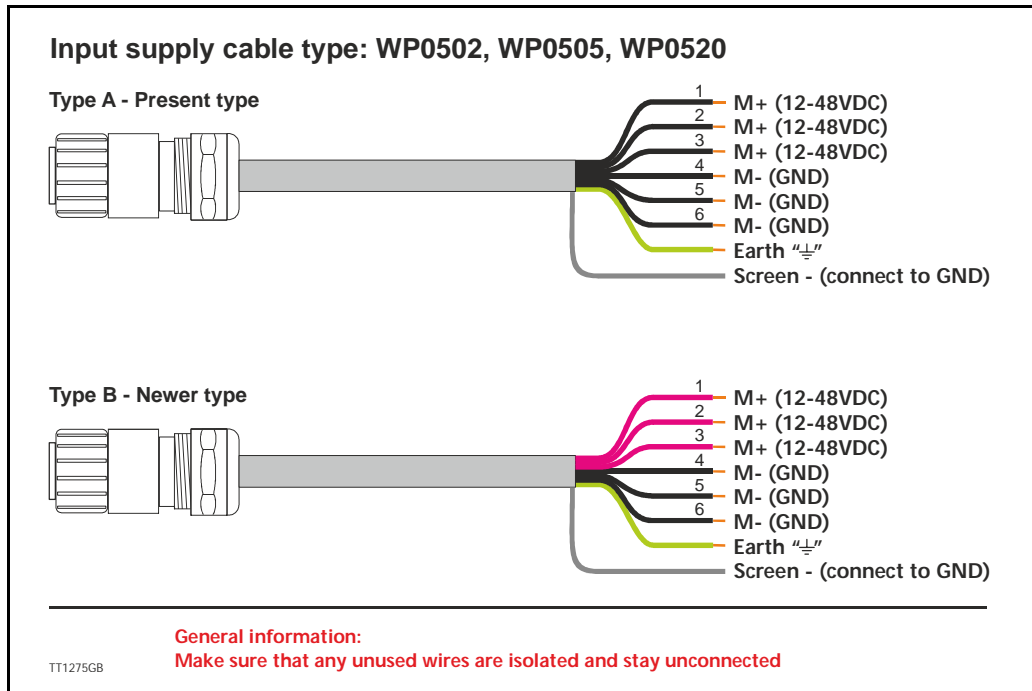 Input supply cable type: WP0502, WP0505, WP0520
Type A - Present type
1 M+ (12-48VDC)
2 M+ (12-48VDC)
3 M+ (12-48VDC)
4 M- (GND)
5 M- (GND)
6 M- (GND)
Earth "⏚"
Screen - (connect to GND)
Type B - Newer type
1 M+ (12-48VDC)
2 M+ (12-48VDC)
3 M+ (12-48VDC)
4 M- (GND)
5 M- (GND)
6 M- (GND)
Earth "⏚"
Screen - (connect to GND)
General information:
Make sure that any unused wires are isolated and stay unconnected
TT1275GB